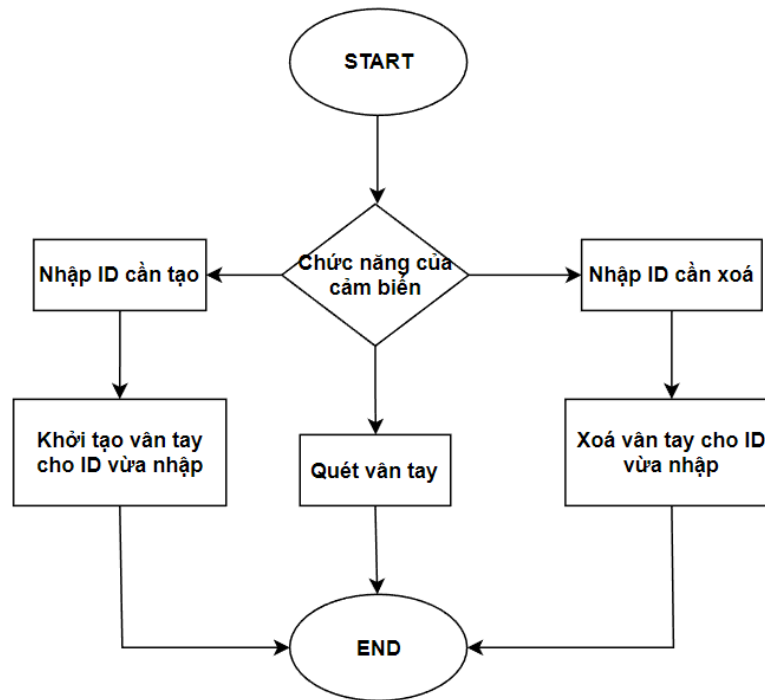 START
Chức năng của
cảm biến
Nhập ID cần tạo
Nhập ID cần xoá
Khởi tạo vân tay
cho ID vừa nhập
Quét vân tay
Xoá vân tay cho ID
vừa nhập
END